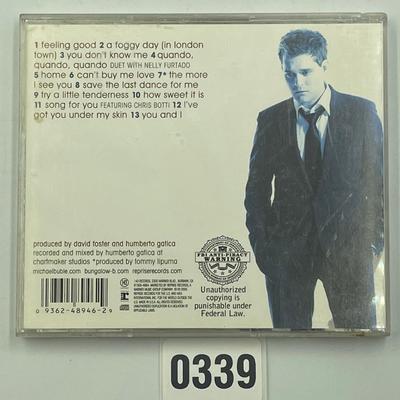 1 feeling good 2 a foggy day (in london
town) 3 you don't know me 4 quando,
quando, quando DUET WITH NELLY FURTADO
5 home 6 can't buy me love 7* the more
I see you 8 save the last dance for me
9 try a little tenderness 10 how sweet it is
11 song for you FEATURING CHRIS BOTTI 12 I've
got you under my skin 13 you and I
produced by david foster and humberto gatica
recorded and mixed by humberto gatica at
chartmaker studios *produced by tommy lipuma
michaelbuble.com bungalow-b.com repriserecords.com
FBI ANTI-PIRACY
WARNING
Unauthorized
copying is
punishable under
Federal Law.
0 9362-48946-2 9
0339